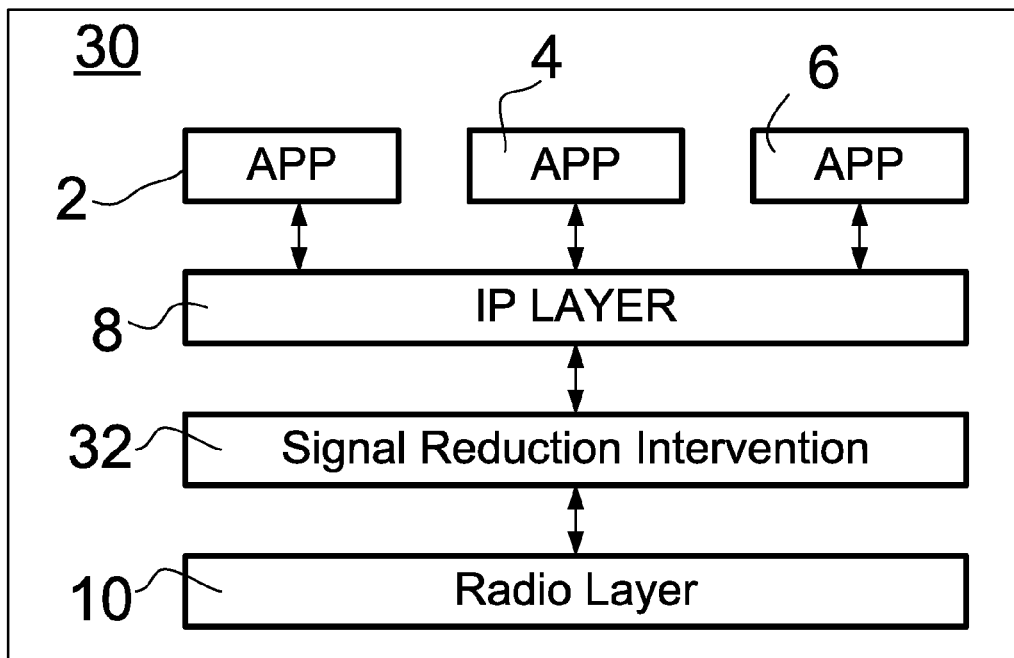 30
4
6
APP
APP
APP
2
IP LAYER
8
Signal Reduction Intervention
32
Radio Layer
10